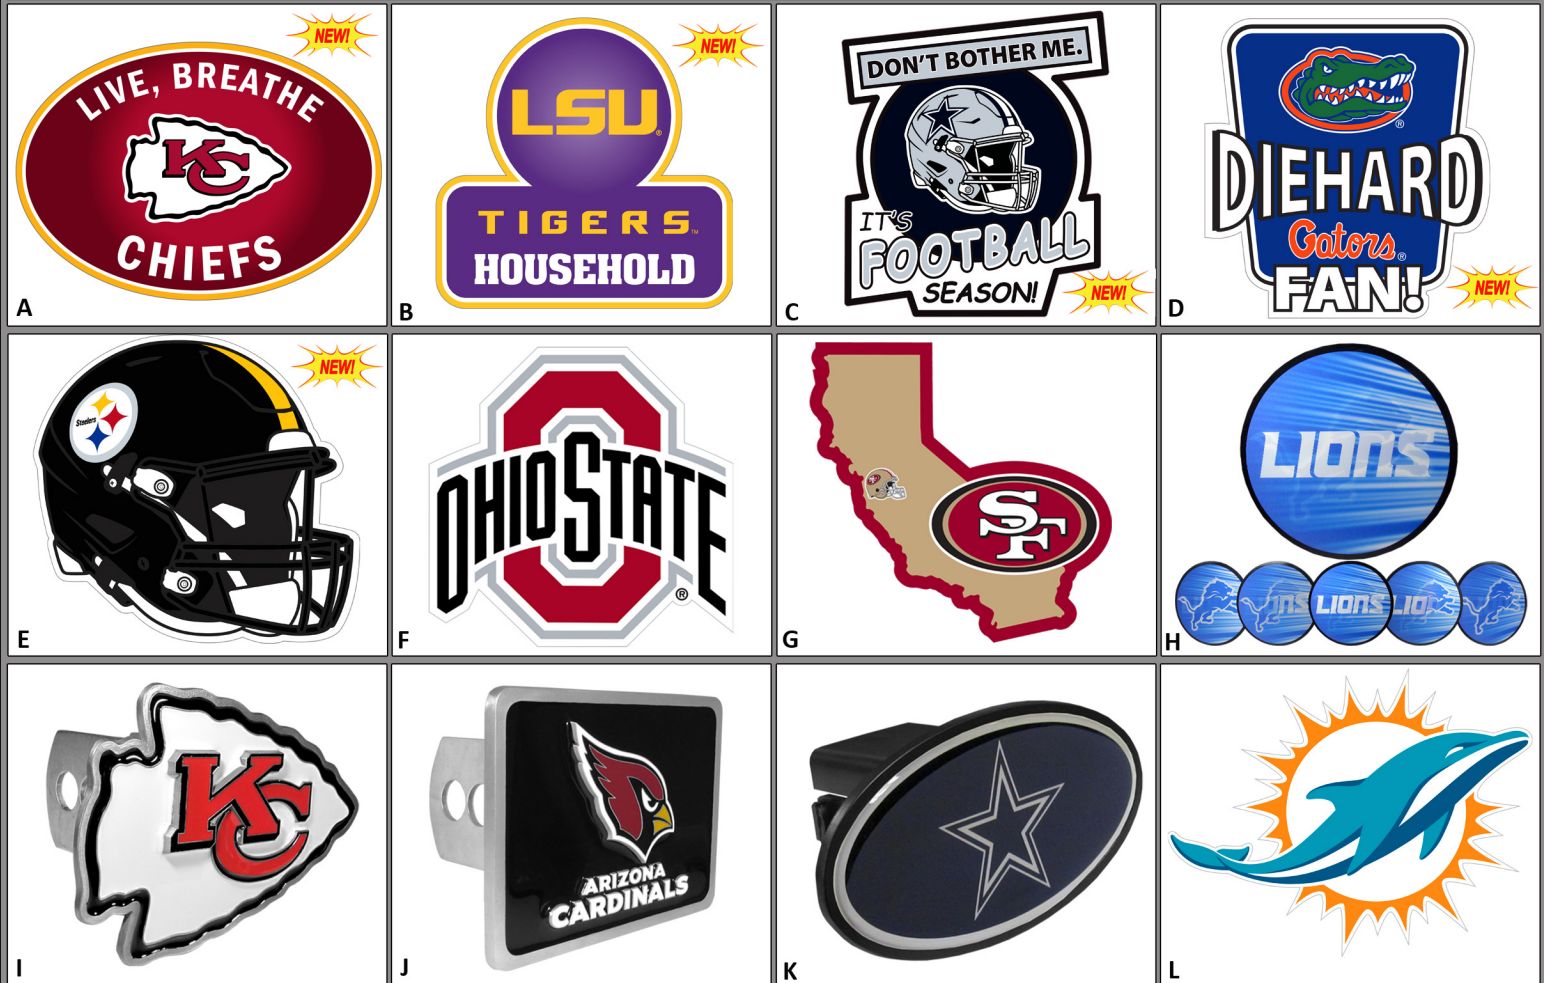 LIVE, BREATHE
KC
CHIEFS
NEW!
A
LSU®
TIGERS™
HOUSEHOLD
NEW!
B
DON'T BOTHER ME.
IT'S
FOOTBALL
SEASON!
NEW!
C
®
DIEHARD
Gators®
FAN!
NEW!
D
Steelers
NEW!
E
OHIO STATE
®
F
SF
G
LIONS
LIONS
H
KC
I
ARIZONA
CARDINALS
J
K
L